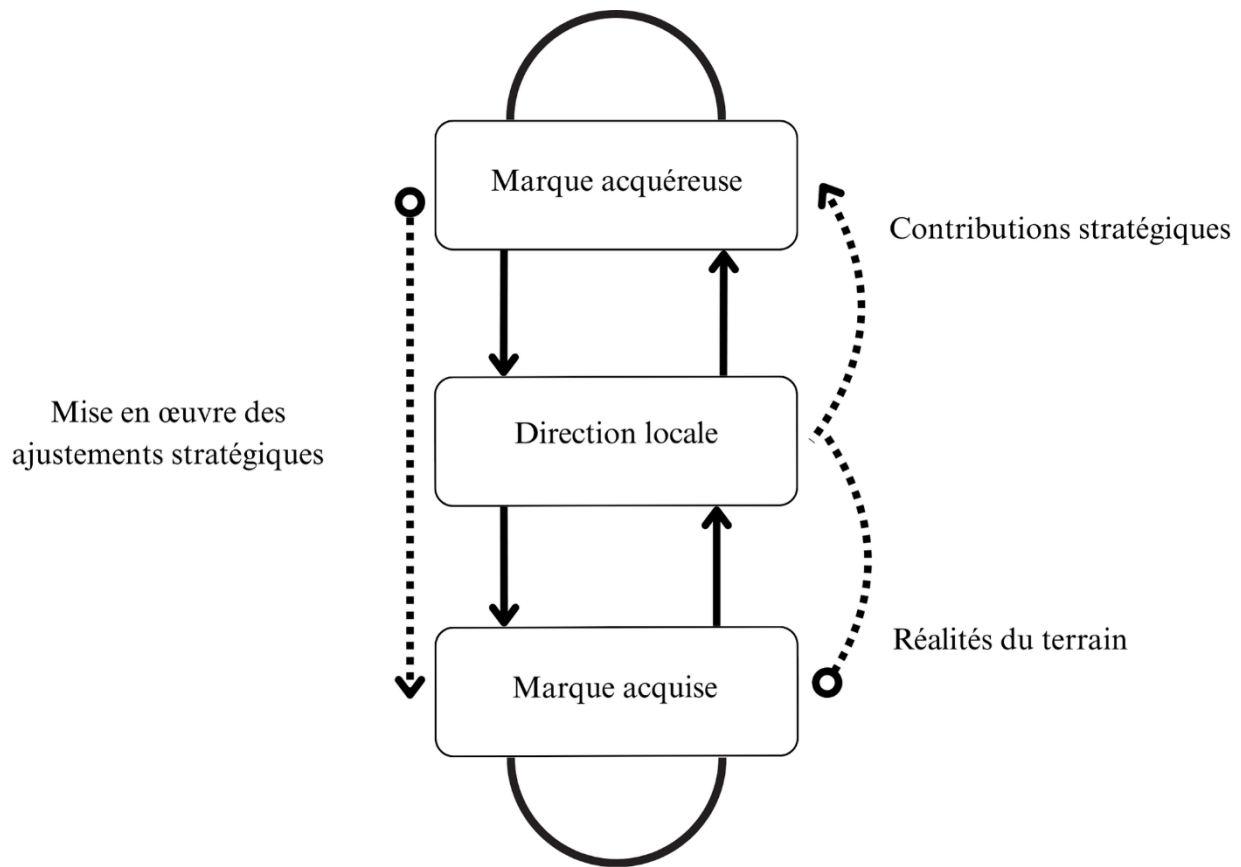 Marque acquéreuse
Contributions stratégiques
Mise en œuvre des
ajustements stratégiques
Direction locale
Réalités du terrain
Marque acquise